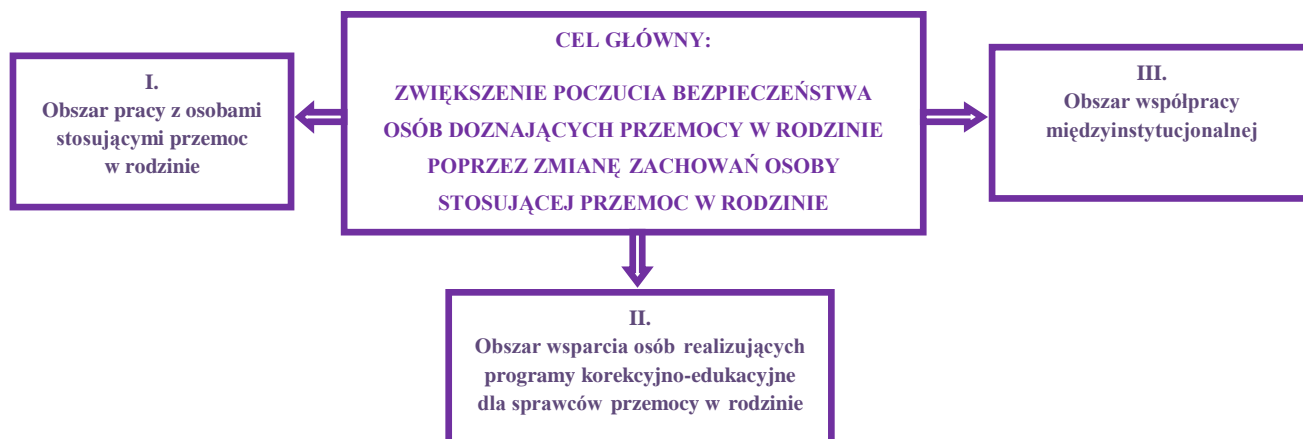 CEL GŁÓWNY:
ZWIĘKSZENIE POCZUCIA BEZPIECZEŃSTWA
OSÓB DOZNAJĄCYCH PRZEMOCY W RODZINIE
POPRZEZ ZMIANĘ ZACHOWAŃ OSOBY
STOSUJĄCEJ PRZEMOC W RODZINIE
I.
Obszar pracy z osobami
stosującymi przemoc
w rodzinie
II.
Obszar wsparcia osób realizujących
programy korekcyjno-edukacyjne
dla sprawców przemocy w rodzinie
III.
Obszar współpracy
międzyinstytucjonalnej